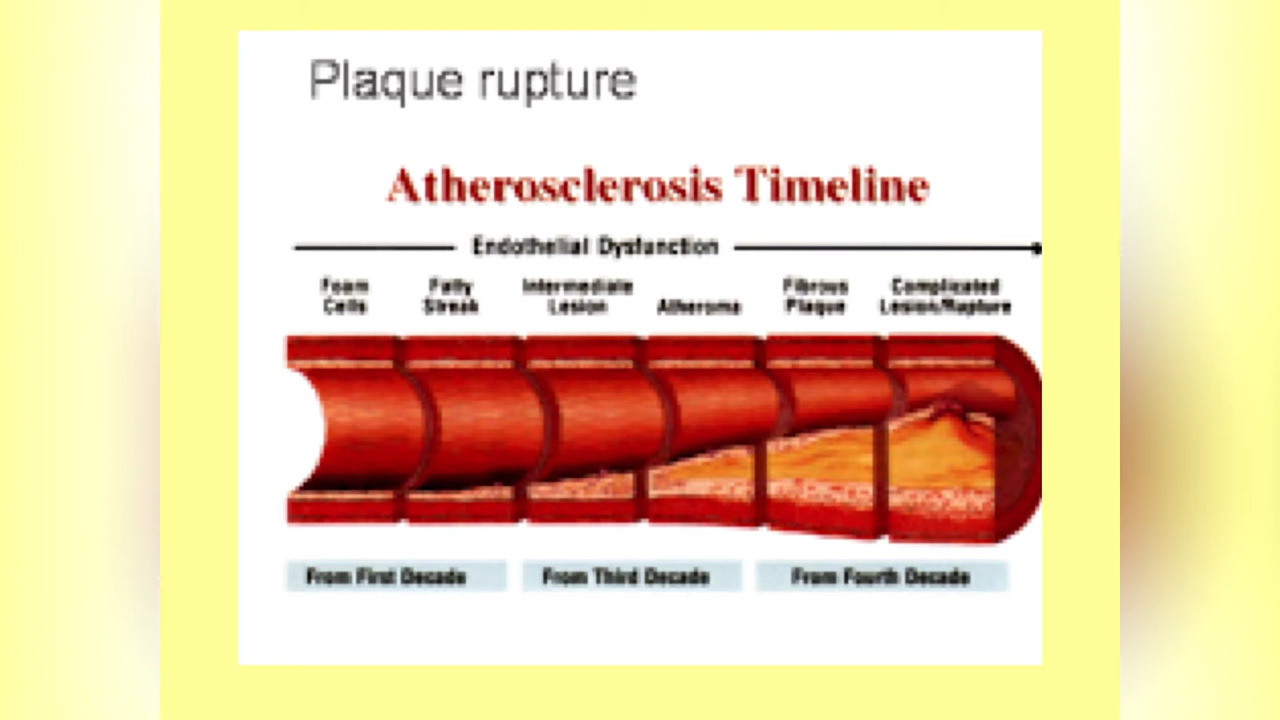 Plaque rupture
Atherosclerosis Timeline
Endothelial Dysfunction
Foam
Cells
Fatty
Streak
Intermediate
Lesion
Atheroma
Fibrous
Plaque
Complicated
Lesion/Rupture
From First Decade
From Third Decade
From Fourth Decade